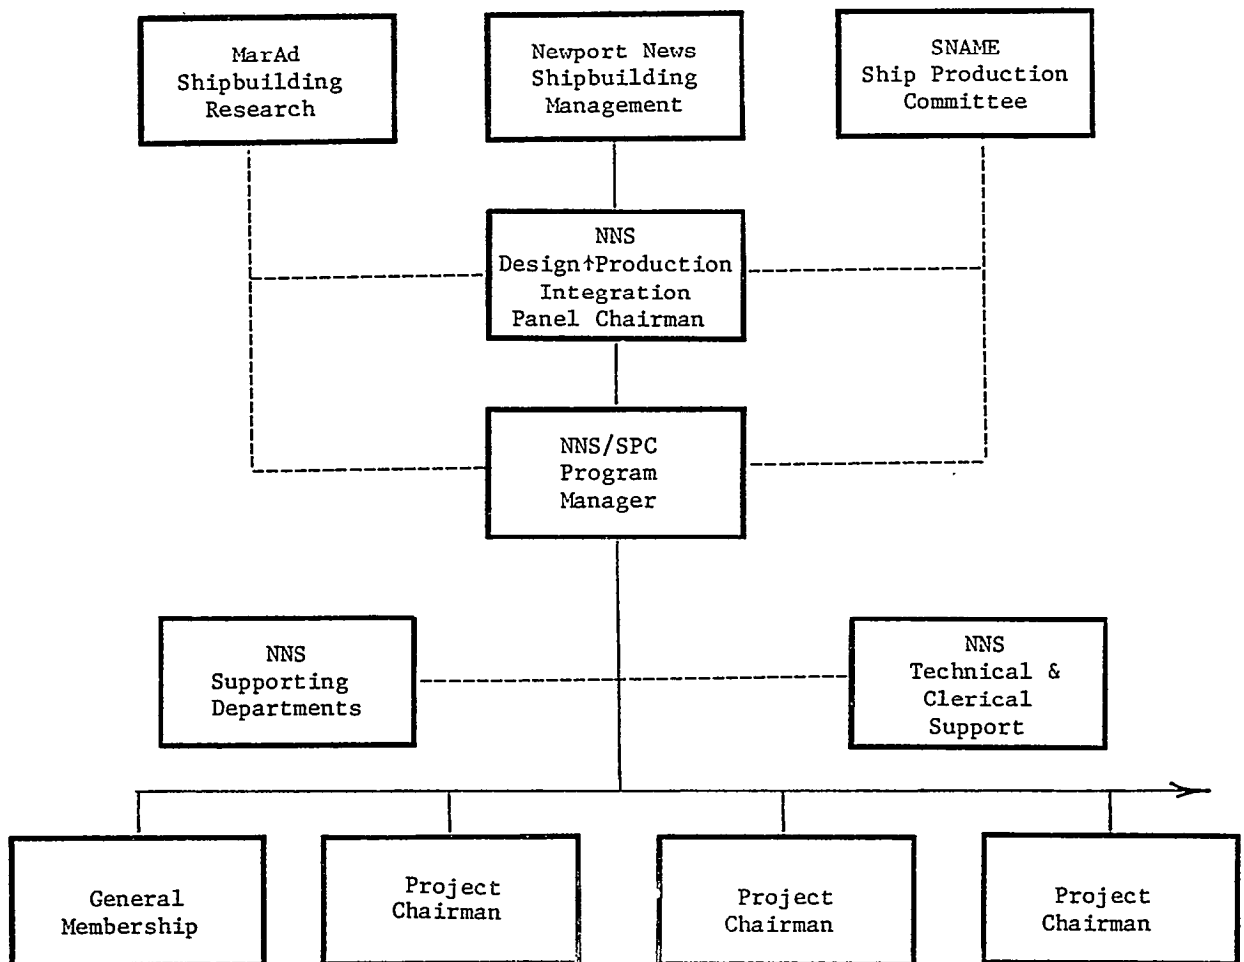 MarAd
Shipbuilding
Research
Newport News
Shipbuilding
Management
SNAME
Ship Production
Committee
NNS
Design↑Production
Integration
Panel Chairman
NNS/SPC
Program
Manager
NNS
Supporting
Departments
NNS
Technical &
Clerical
Support
General
Membership
Project
Chairman
Project
Chairman
Project
Chairman